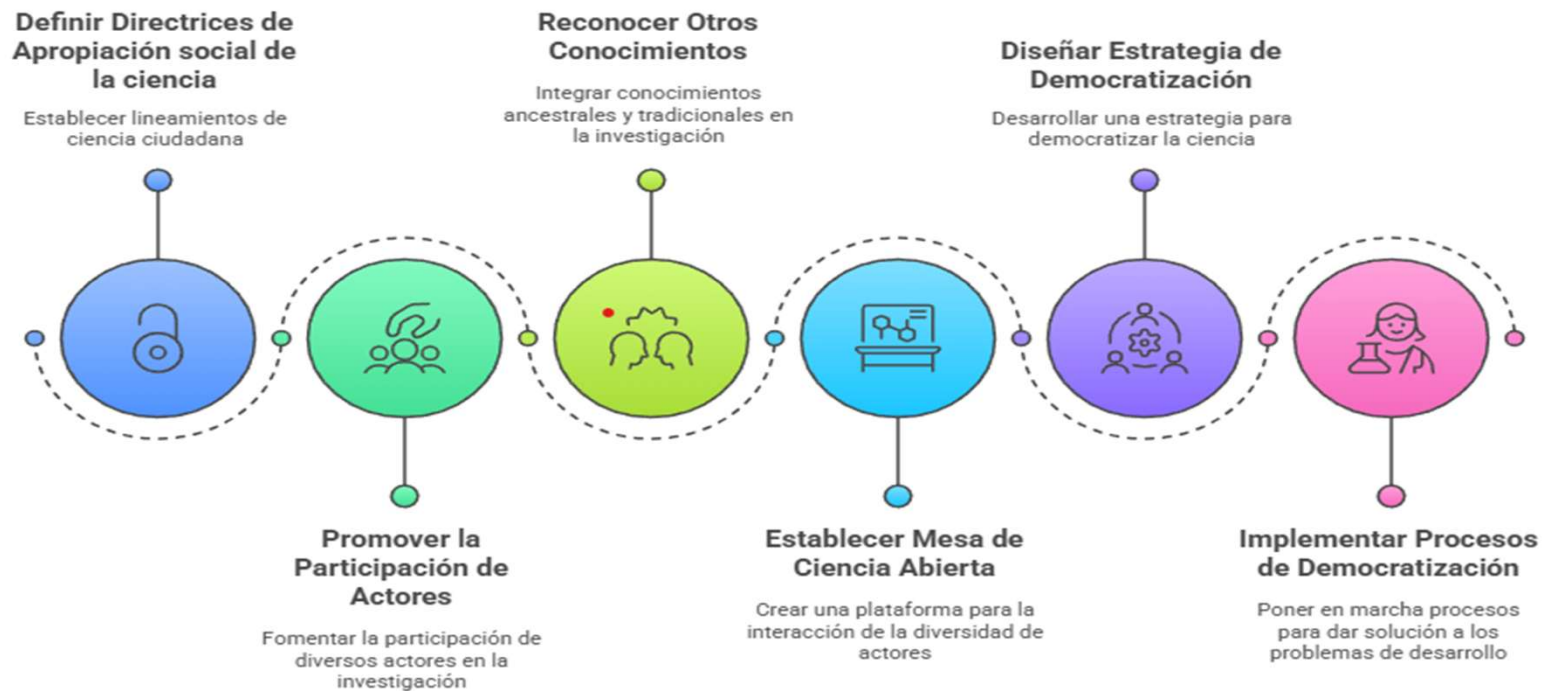 Definir Directrices de
Apropiación social de
la ciencia
Establecer lineamientos de
ciencia ciudadana
Promover la
Participación de
Actores
Fomentar la participación de
diversos actores en la
investigación
Reconocer Otros
Conocimientos
Integrar conocimientos
ancestrales y tradicionales en
la investigación
Establecer Mesa de
Ciencia Abierta
Crear una plataforma para la
interacción de la diversidad de
actores
Diseñar Estrategia de
Democratización
Desarrollar una estrategia para
democratizar la ciencia
Implementar Procesos
de Democratización
Poner en marcha procesos
para dar solución a los
problemas de desarrollo